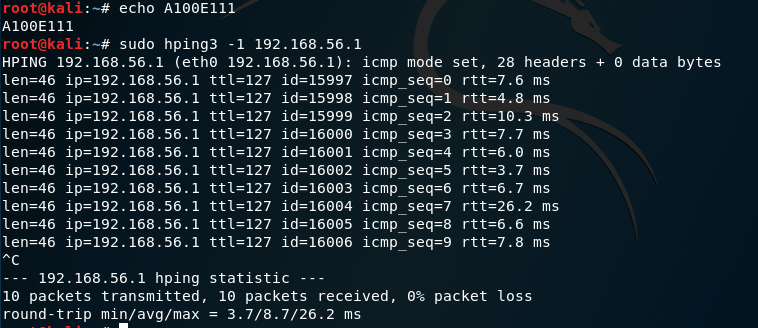 root@kali:~# echo A100E111
A100E111
root@kali:~# sudo hping3 -1 192.168.56.1
HPING 192.168.56.1 (eth0 192.168.56.1): icmp mode set, 28 headers + 0 data bytes
len=46 ip=192.168.56.1 ttl=127 id=15997 icmp_seq=0 rtt=7.6 ms
len=46 ip=192.168.56.1 ttl=127 id=15998 icmp_seq=1 rtt=4.8 ms
len=46 ip=192.168.56.1 ttl=127 id=15999 icmp_seq=2 rtt=10.3 ms
len=46 ip=192.168.56.1 ttl=127 id=16000 icmp_seq=3 rtt=7.7 ms
len=46 ip=192.168.56.1 ttl=127 id=16001 icmp_seq=4 rtt=6.0 ms
len=46 ip=192.168.56.1 ttl=127 id=16002 icmp_seq=5 rtt=3.7 ms
len=46 ip=192.168.56.1 ttl=127 id=16003 icmp_seq=6 rtt=6.7 ms
len=46 ip=192.168.56.1 ttl=127 id=16004 icmp_seq=7 rtt=26.2 ms
len=46 ip=192.168.56.1 ttl=127 id=16005 icmp_seq=8 rtt=6.6 ms
len=46 ip=192.168.56.1 ttl=127 id=16006 icmp_seq=9 rtt=7.8 ms
^C
--- 192.168.56.1 hping statistic ---
10 packets transmitted, 10 packets received, 0% packet loss
round-trip min/avg/max = 3.7/8.7/26.2 ms